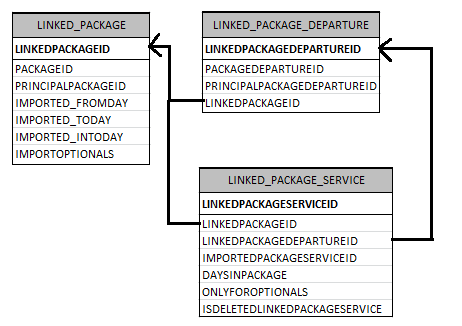 LINKED_PACKAGE
LINKEDPACKAGEID
PACKAGEID
PRINCIPALPACKAGEID
IMPORTED_FROMDAY
IMPORTED_TODAY
IMPORTED_INTODAY
IMPORTOPTIONALS
LINKED_PACKAGE_DEPARTURE
LINKEDPACKAGEDEPARTUREID
PACKAGEDEPARTUREID
PRINCIPALPACKAGEDEPARTUREID
LINKEDPACKAGEID
LINKED_PACKAGE_SERVICE
LINKEDPACKAGESERVICEID
LINKEDPACKAGEID
LINKEDPACKAGEDEPARTUREID
IMPORTEDPACKAGESERVICEID
DAYSINPACKAGE
ONLYFOROPTIONALS
ISDELETEDLINKEDPACKAGESERVICE